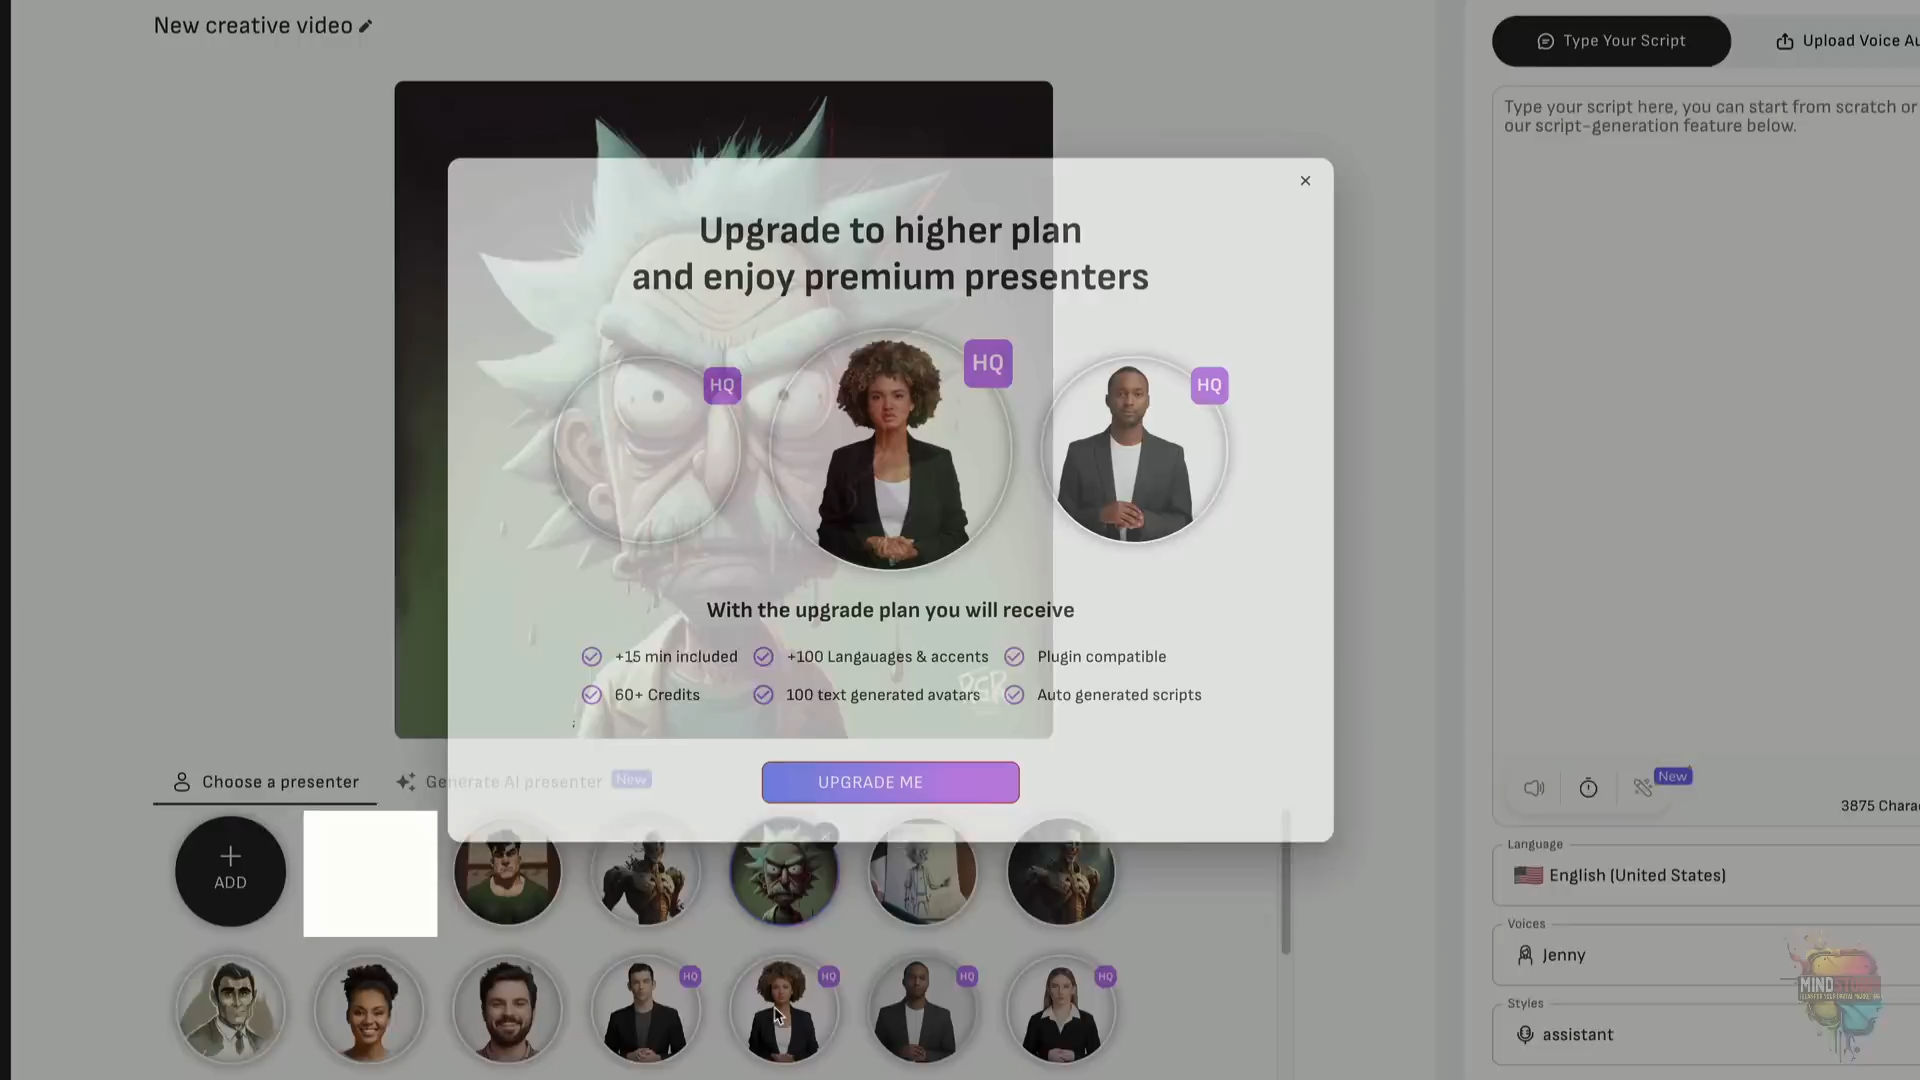 New creative video
Type Your Script
Upload Voice Au
Type your script here, you can start from scratch or
our script-generation feature below.
Upgrade to higher plan
and enjoy premium presenters
HQ
HQ
HQ
With the upgrade plan you will receive
+15 min included
+100 Langauages & accents
Plugin compatible
60+ Credits
100 text generated avatars
Auto generated scripts
;
UPGRADE ME
Choose a presenter
Generate AI presenter
New
New
3875 Charac
ADD
Language
English (United States)
Voices
Jenny
Styles
assistant
HQ
HQ
HQ
HQ
MIND